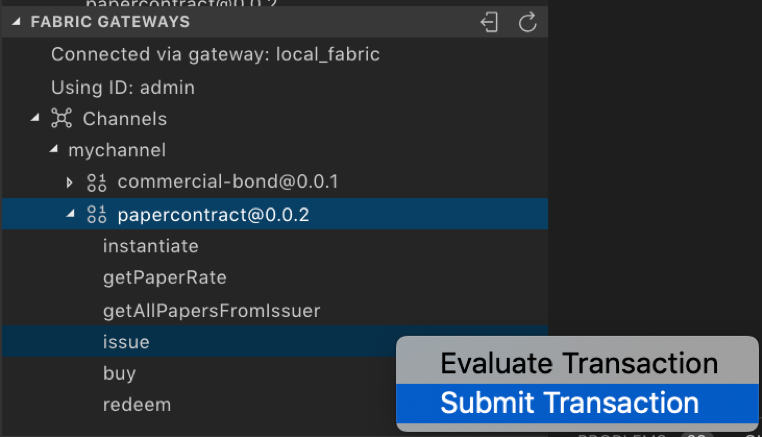 papercontract@0.0.2
FABRIC GATEWAYS
Connected via gateway: local_fabric
Using ID: admin
Channels
mychannel
commercial-bond@0.0.1
papercontract@0.0.2
instantiate
getPaperRate
getAllPapersFromIssuer
issue
Evaluate Transaction
buy
Submit Transaction
redeem